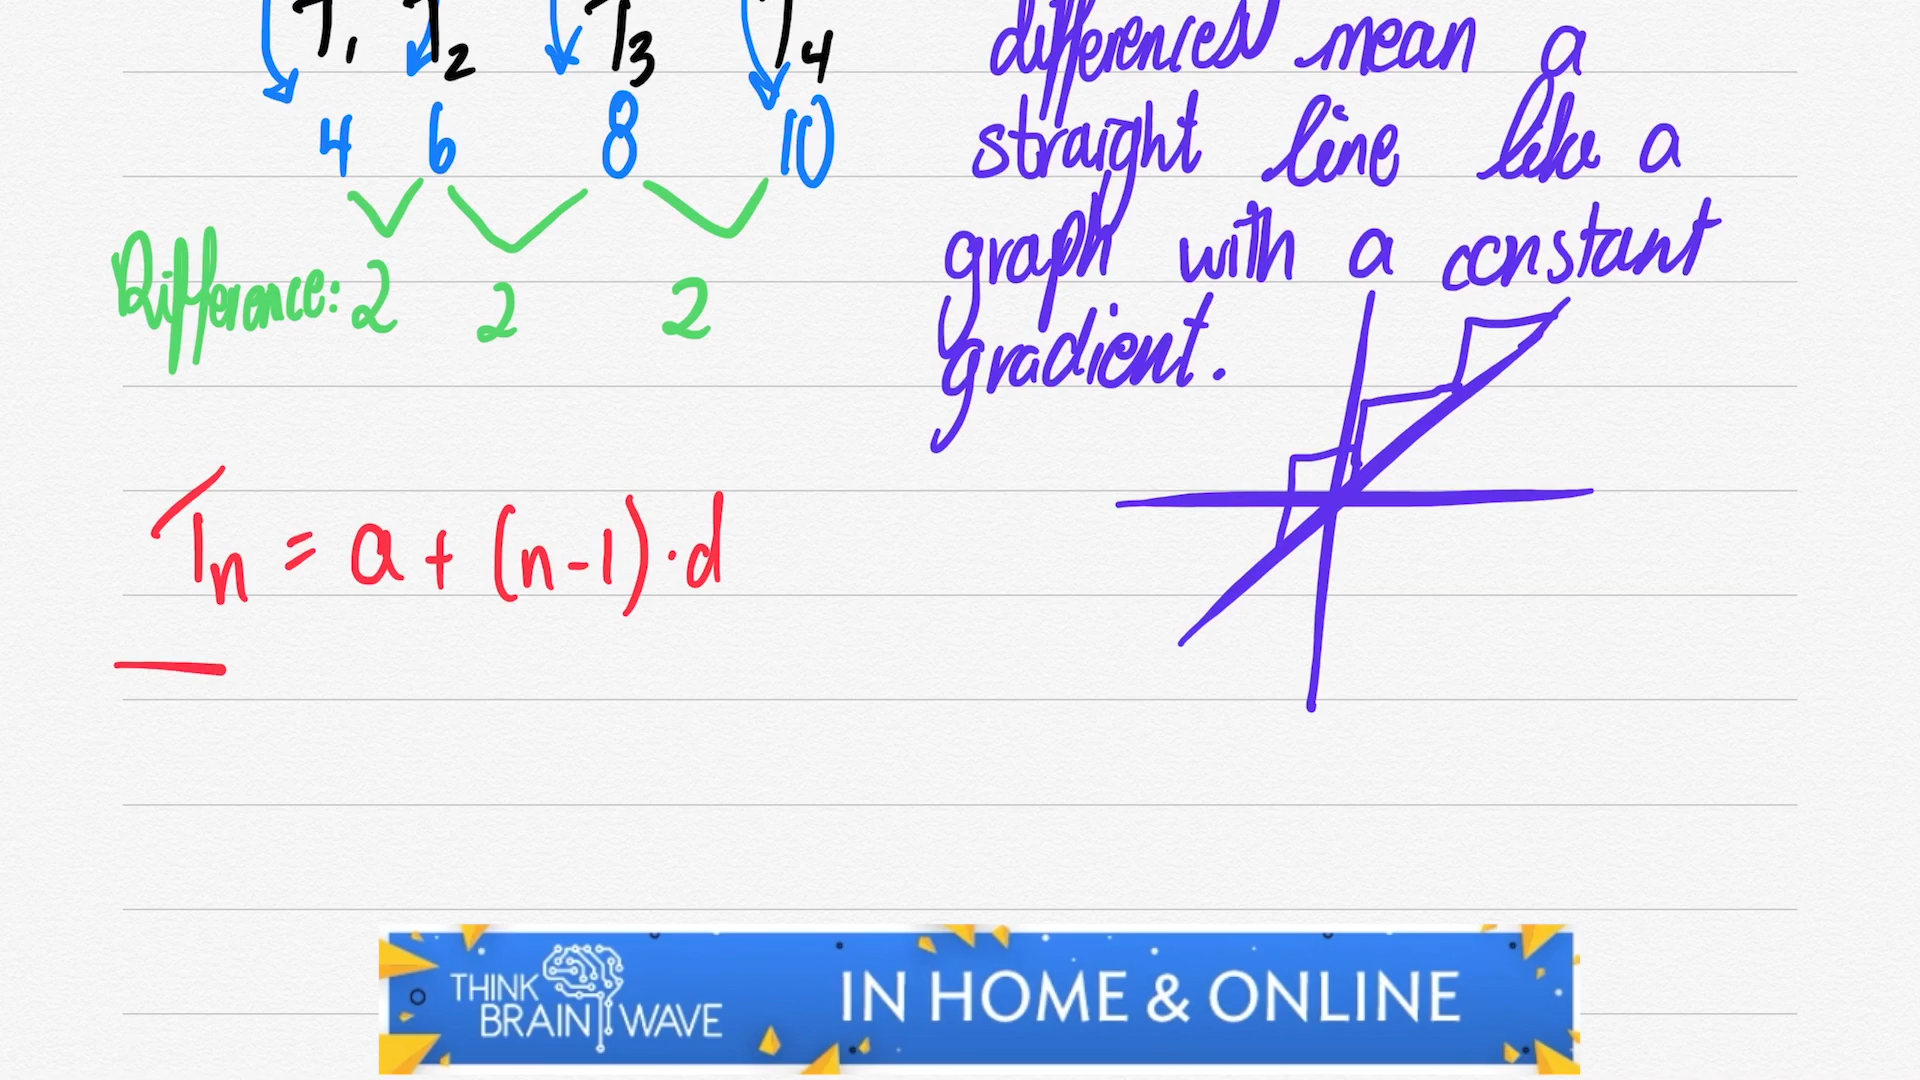 T1 T2 T3 T4
4 6 8 10
Difference: 2 2 2
Tn = a + (n-1)·d
differences mean a
straight line like a
graph with a constant
gradient.
THINK
BRAIN WAVE
IN HOME & ONLINE